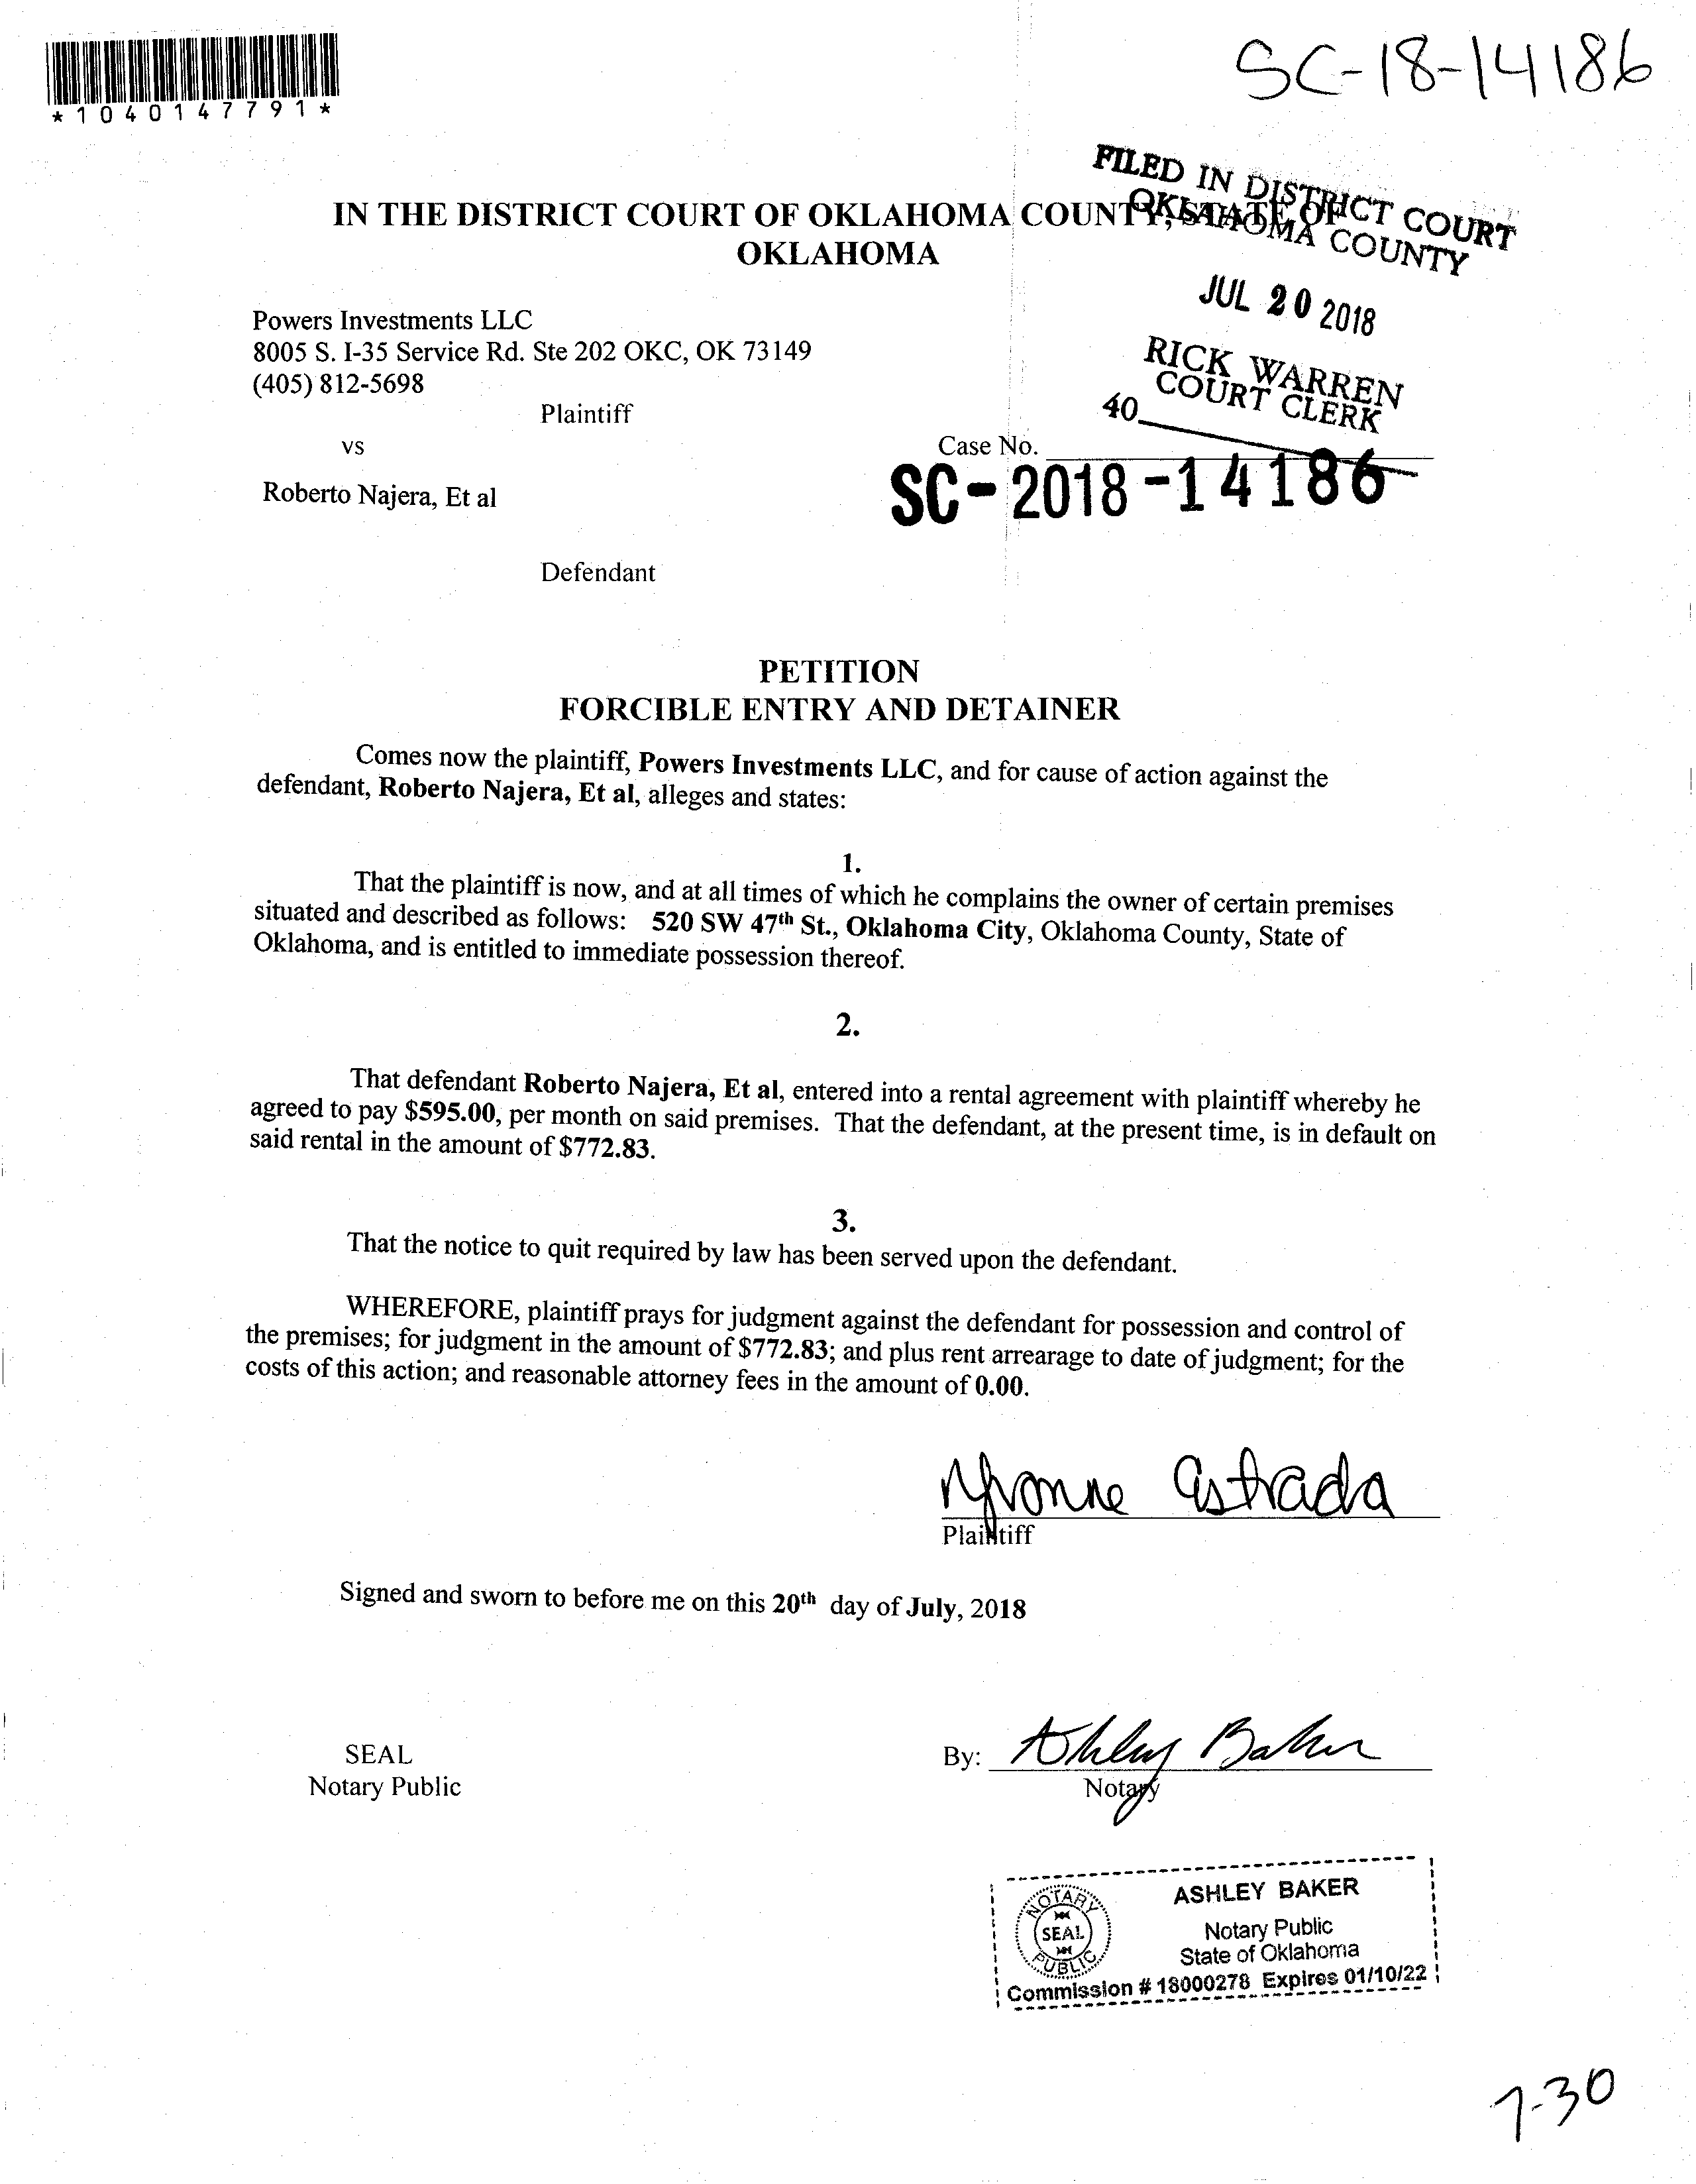 *1040147791*
SC-18-14186
FILED IN DISTRICT COURT
OKLAHOMA COUNTY
IN THE DISTRICT COURT OF OKLAHOMA COUNTY, STATE OF
OKLAHOMA
JUL 20 2018
RICK WARREN
COURT CLERK
40
Powers Investments LLC
8005 S. I-35 Service Rd. Ste 202 OKC, OK 73149
(405) 812-5698
Plaintiff
vs
Case No.
SC-2018-14186
Roberto Najera, Et al
Defendant
PETITION
FORCIBLE ENTRY AND DETAINER
Comes now the plaintiff, Powers Investments LLC, and for cause of action against the
defendant, Roberto Najera, Et al, alleges and states:
1.
That the plaintiff is now, and at all times of which he complains the owner of certain premises
situated and described as follows: 520 SW 47th St., Oklahoma City, Oklahoma County, State of
Oklahoma, and is entitled to immediate possession thereof.
2.
That defendant Roberto Najera, Et al, entered into a rental agreement with plaintiff whereby he
agreed to pay $595.00, per month on said premises. That the defendant, at the present time, is in default on
said rental in the amount of $772.83.
3.
That the notice to quit required by law has been served upon the defendant.
WHEREFORE, plaintiff prays for judgment against the defendant for possession and control of
the premises; for judgment in the amount of $772.83; and plus rent arrearage to date of judgment; for the
costs of this action; and reasonable attorney fees in the amount of 0.00.
Yvonne Estrada
Plaintiff
Signed and sworn to before me on this 20th day of July, 2018
SEAL
Notary Public
By: Ashley Baker
Notary
NOTARY
SEAL
PUBLIC
ASHLEY BAKER
Notary Public
State of Oklahoma
Commission # 18000278 Expires 01/10/22
7-30